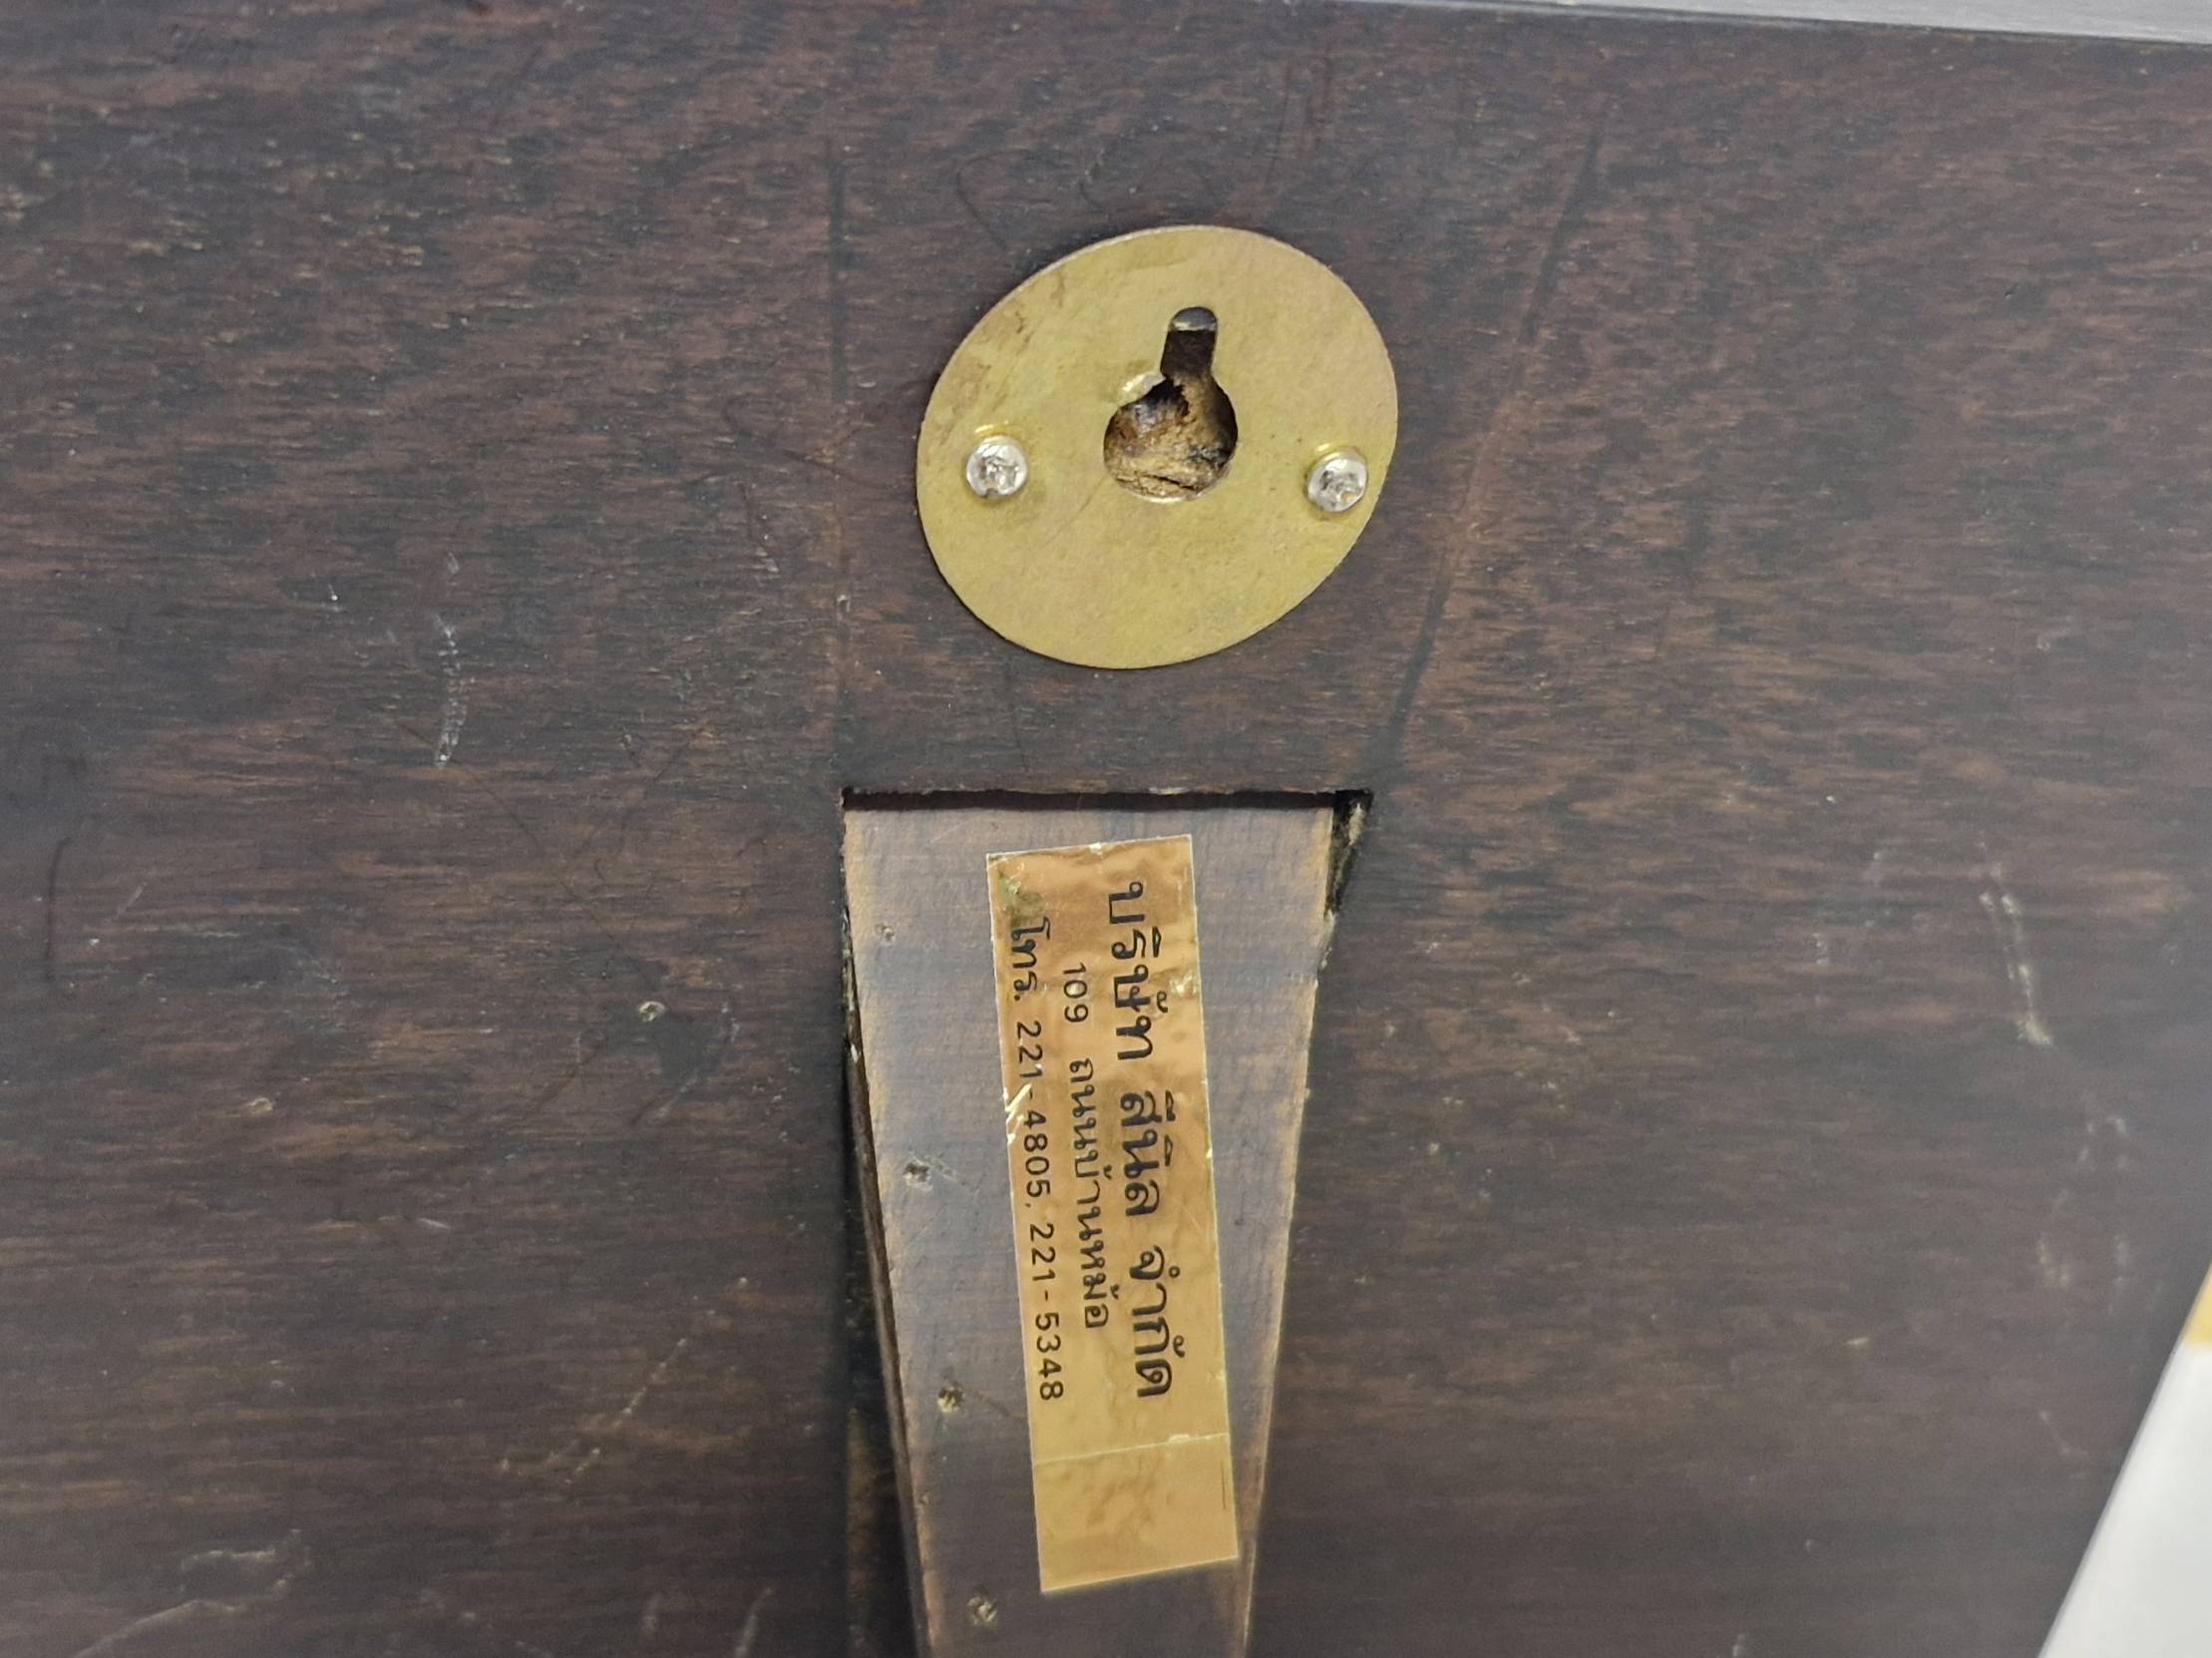 บริษัท สีนิล จำกัด
109 ถนนบ้านหม้อ
โทร. 221-4805, 221-5348